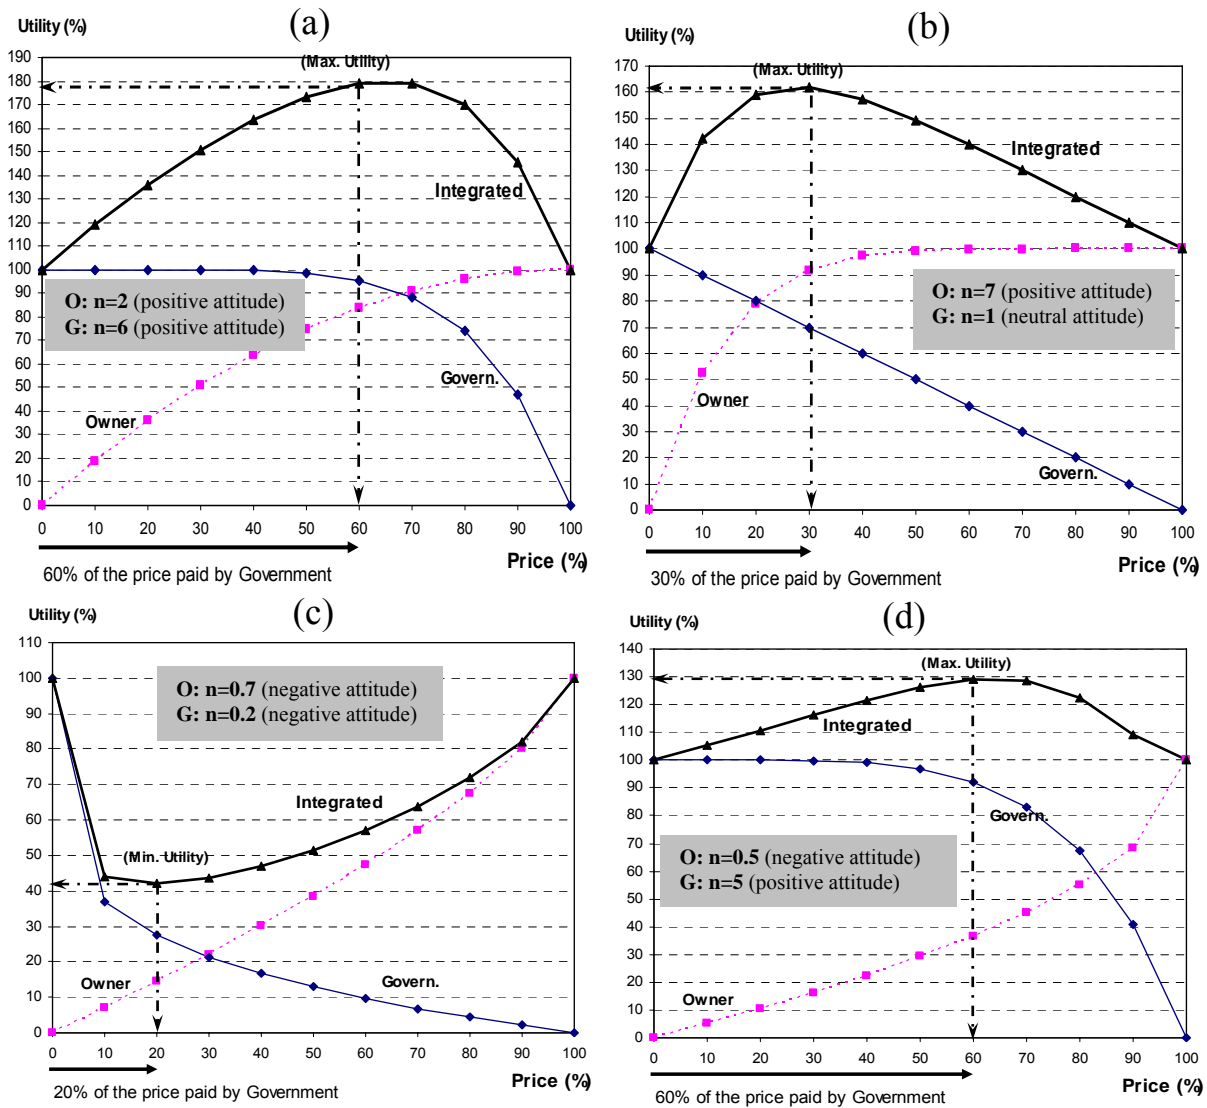 (a)
Utility (%)
190
180
170
160
150
140
130
120
110
100
90
80
70
60
50
40
30
20
10
0
(Max. Utility)
Integrated
O: n=2 (positive attitude)
G: n=6 (positive attitude)
Govern.
Owner
0 10 20 30 40 50 60 70 80 90 100
Price (%)
60% of the price paid by Government
(b)
Utility (%)
170
160
150
140
130
120
110
100
90
80
70
60
50
40
30
20
10
0
(Max. Utility)
Integrated
O: n=7 (positive attitude)
G: n=1 (neutral attitude)
Owner
Govern.
0 10 20 30 40 50 60 70 80 90 100
Price (%)
30% of the price paid by Government
(c)
Utility (%)
110
100
90
80
70
60
50
40
30
20
10
0
O: n=0.7 (negative attitude)
G: n=0.2 (negative attitude)
Integrated
(Min. Utility)
Owner
Govern.
0 10 20 30 40 50 60 70 80 90 100
Price (%)
20% of the price paid by Government
(d)
Utility (%)
140
130
120
110
100
90
80
70
60
50
40
30
20
10
0
(Max. Utility)
Integrated
Govern.
O: n=0.5 (negative attitude)
G: n=5 (positive attitude)
Owner
0 10 20 30 40 50 60 70 80 90 100
Price (%)
60% of the price paid by Government